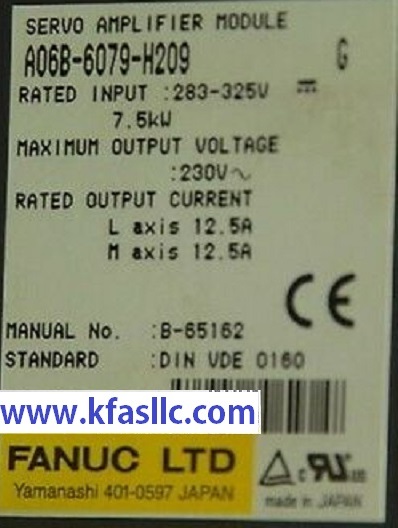 SERVO AMPLIFIER MODULE
A06B-6079-H209 G
RATED INPUT :283-325V ⎓
7.5kW
MAXIMUM OUTPUT VOLTAGE
:230V～
RATED OUTPUT CURRENT
L axis 12.5A
M axis 12.5A
CE
MANUAL No. :B-65162
STANDARD :DIN VDE 0160
www.kfasllc.com
FANUC LTD
Yamanashi 401-0597 JAPAN
made in JAPAN